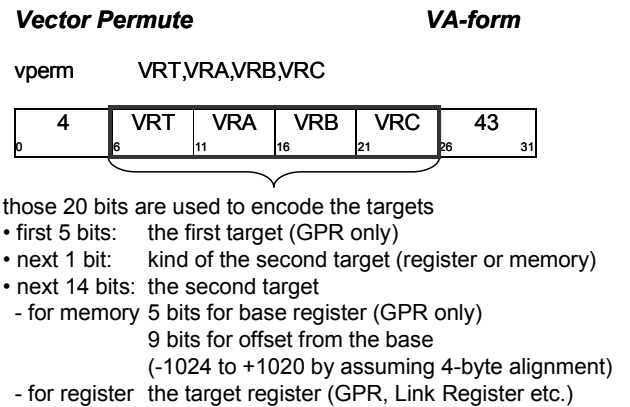 Vector Permute VA-form
vperm VRT,VRA,VRB,VRC
4 VRT VRA VRB VRC 43
0 6 11 16 21 26 31
those 20 bits are used to encode the targets
• first 5 bits: the first target (GPR only)
• next 1 bit: kind of the second target (register or memory)
• next 14 bits: the second target
- for memory 5 bits for base register (GPR only)
9 bits for offset from the base
(-1024 to +1020 by assuming 4-byte alignment)
- for register the target register (GPR, Link Register etc.)